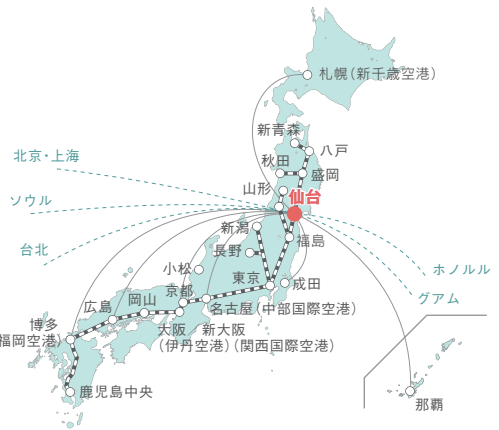 札幌(新千歳空港)
新青森
八戸
北京・上海
秋田
盛岡
山形
仙台
ソウル
新潟
福島
台北
長野
ホノルル
小松
東京
成田
京都
グアム
岡山
広島
名古屋(中部国際空港)
博多
大阪 新大阪
福岡空港)
(伊丹空港)(関西国際空港)
鹿児島中央
那覇